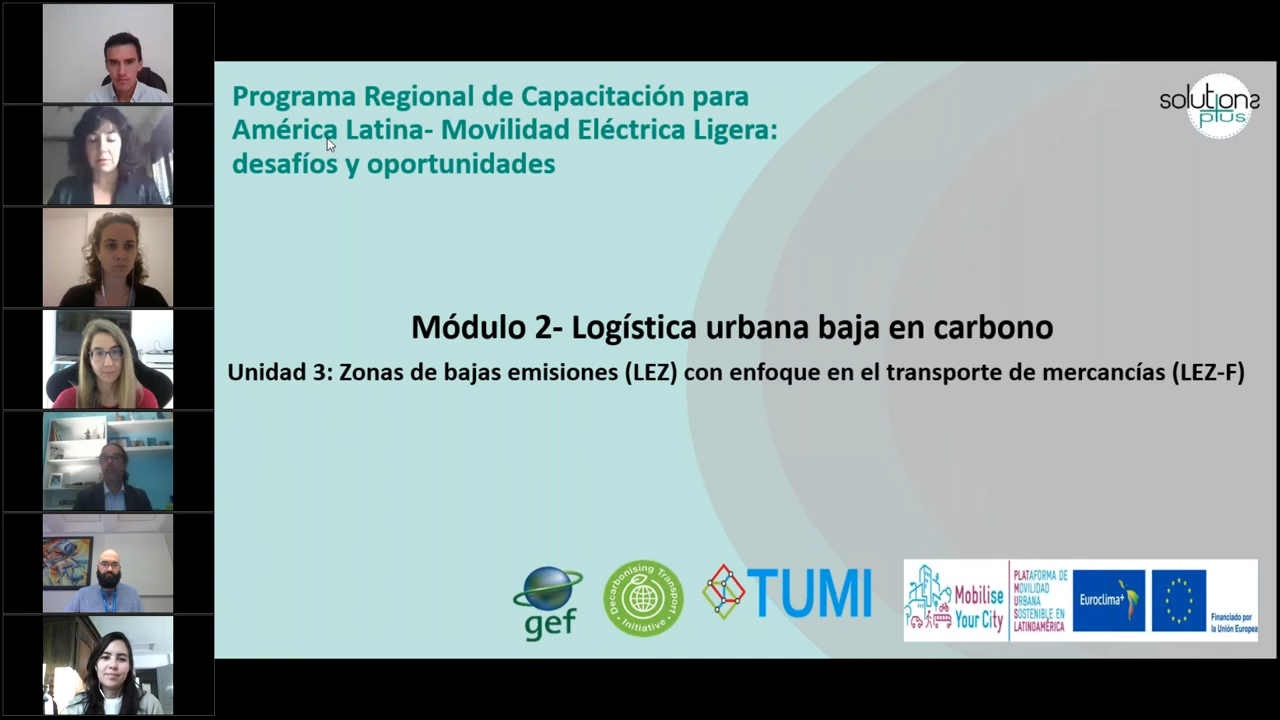 Programa Regional de Capacitación para
América Latina- Movilidad Eléctrica Ligera:
desafíos y oportunidades
solutions
plus
Módulo 2- Logística urbana baja en carbono
Unidad 3: Zonas de bajas emisiones (LEZ) con enfoque en el transporte de mercancías (LEZ-F)
gef
Decarbonising Transport
Initiative
TUMI
Mobilise
Your City
PLATAFORMA DE
MOVILIDAD
URBANA
SOSTENIBLE EN
LATINOAMÉRICA
Euroclima+
Financiado por
la Unión Europea